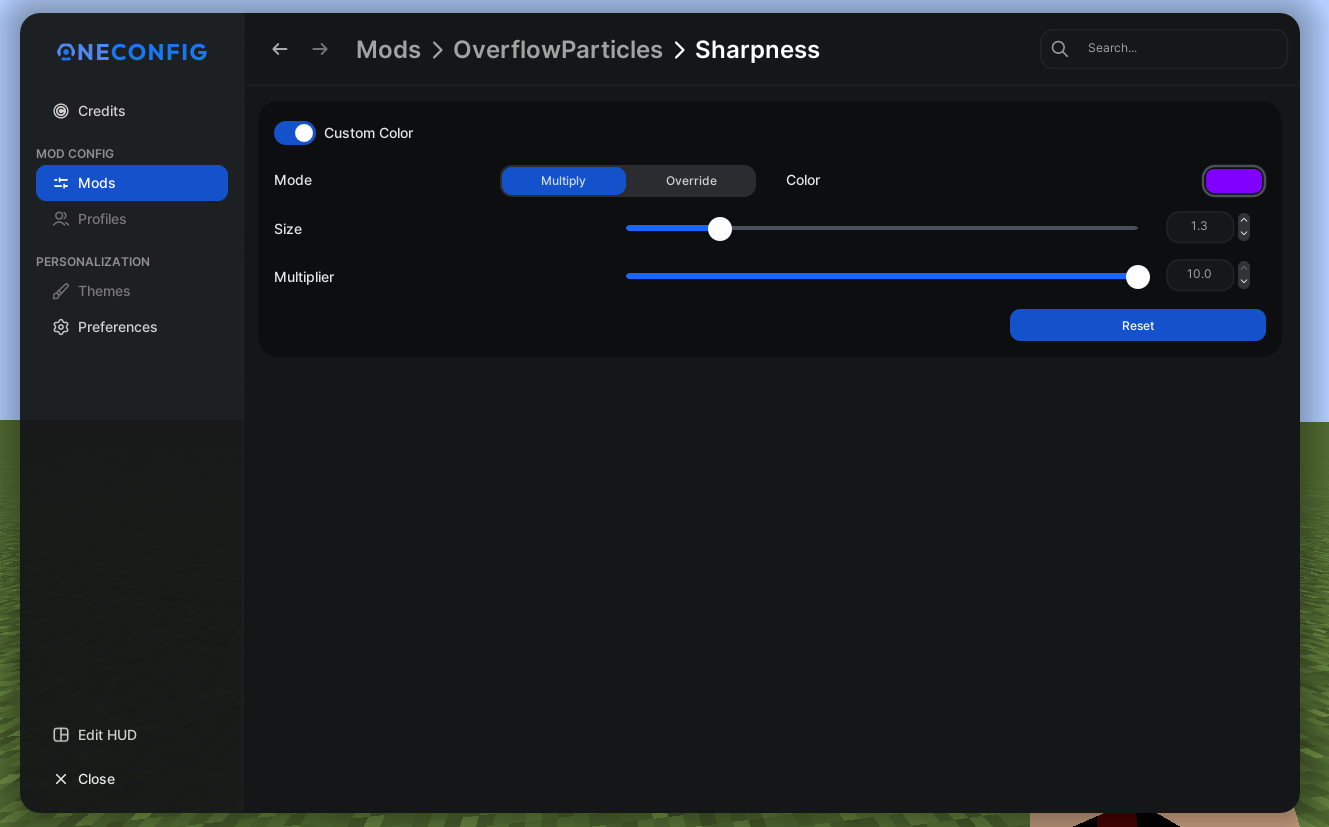 ONECONFIG
Mods > OverflowParticles > Sharpness
Search...
Credits
MOD CONFIG
Mods
Profiles
PERSONALIZATION
Themes
Preferences
Edit HUD
Close
Custom Color
Mode
Multiply
Override
Color
Size
1.3
Multiplier
10.0
Reset